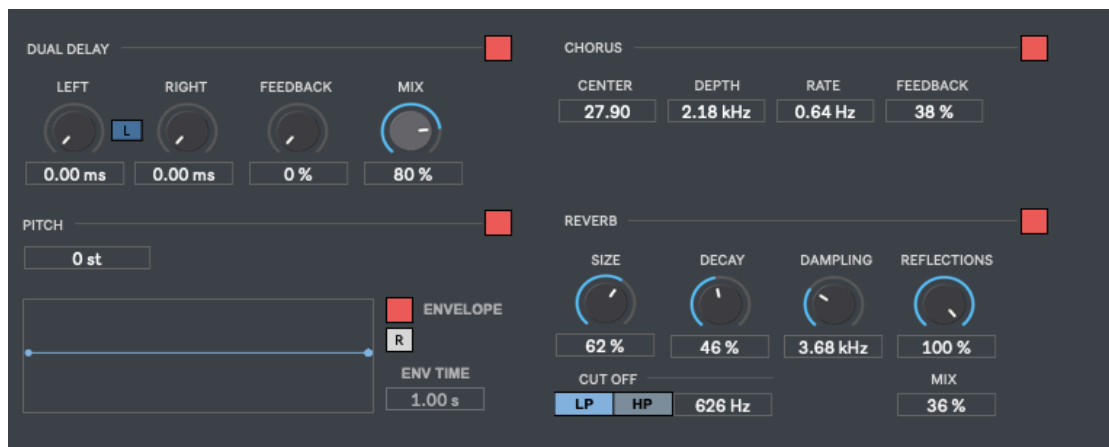 DUAL DELAY
LEFT RIGHT FEEDBACK MIX
L
0.00 ms 0.00 ms 0 % 80 %
CHORUS
CENTER DEPTH RATE FEEDBACK
27.90 2.18 kHz 0.64 Hz 38 %
PITCH
0 st
ENVELOPE
R
ENV TIME
1.00 s
REVERB
SIZE DECAY DAMPLING REFLECTIONS
62 % 46 % 3.68 kHz 100 %
CUT OFF MIX
LP HP 626 Hz 36 %